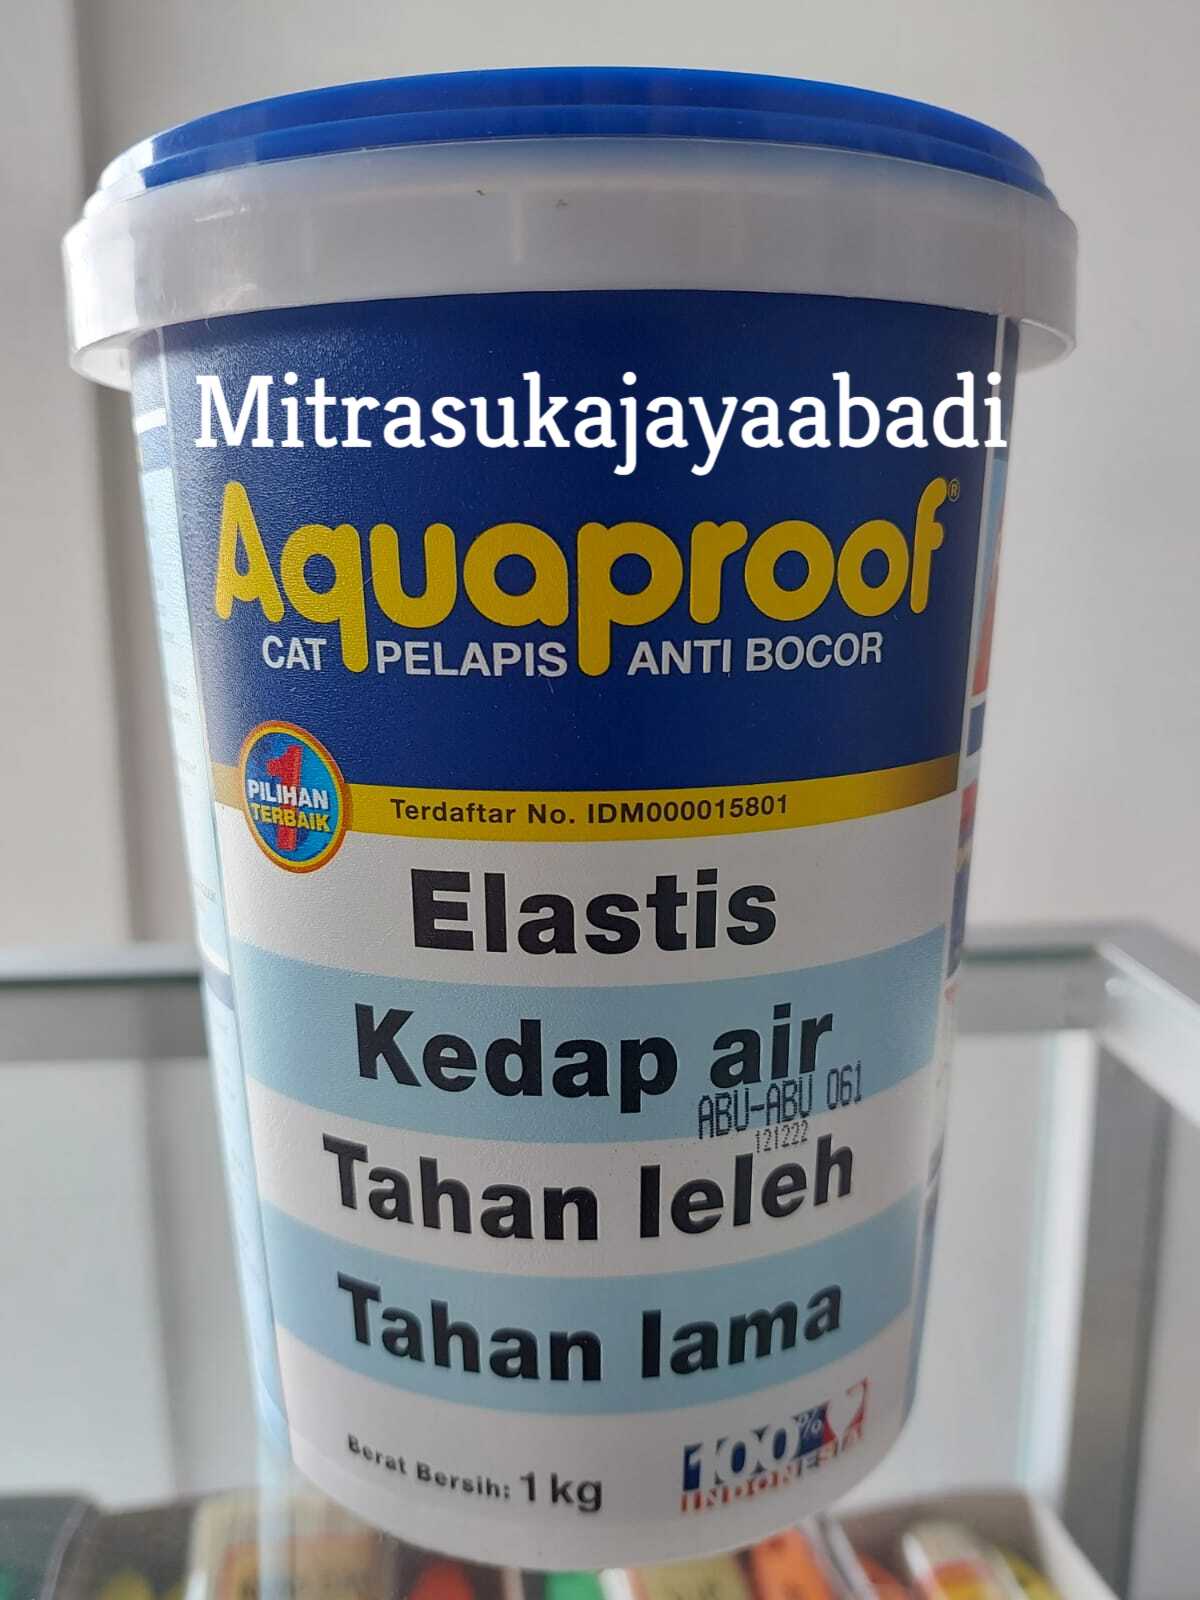 Mitrasukajayaabadi
Aquaproof®
CAT PELAPIS ANTI BOCOR
1
PILIHAN
TERBAIK
Terdaftar No. IDM000015801
Elastis
Kedap air
ABU-ABU 061
121222
Tahan leleh
Tahan lama
Berat Bersih: 1 kg
100%
INDONESIA